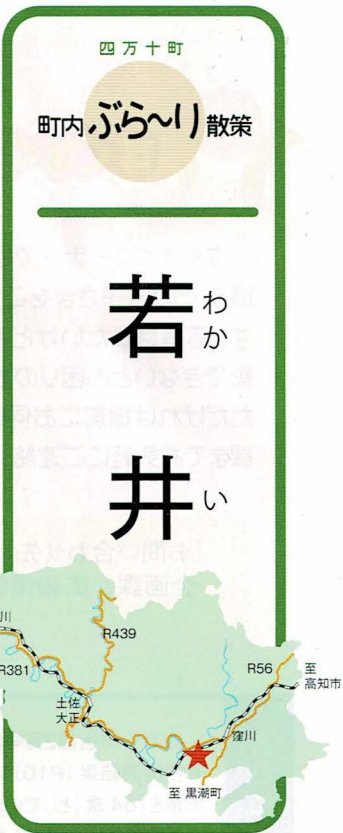 四万十町
町内ぶら〜り散策
若井
わかい
川
R439
R381
R56
至
高知市
土佐
大正
窪川
至 黒潮町